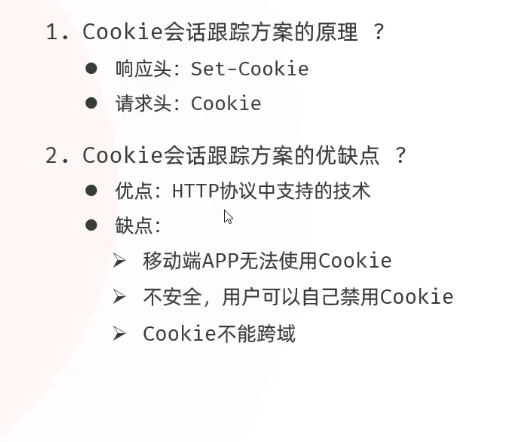 1. Cookie会话跟踪方案的原理 ？
● 响应头：Set-Cookie
● 请求头：Cookie
2. Cookie会话跟踪方案的优缺点 ？
● 优点：HTTP协议中支持的技术
● 缺点：
➢ 移动端APP无法使用Cookie
➢ 不安全，用户可以自己禁用Cookie
➢ Cookie不能跨域